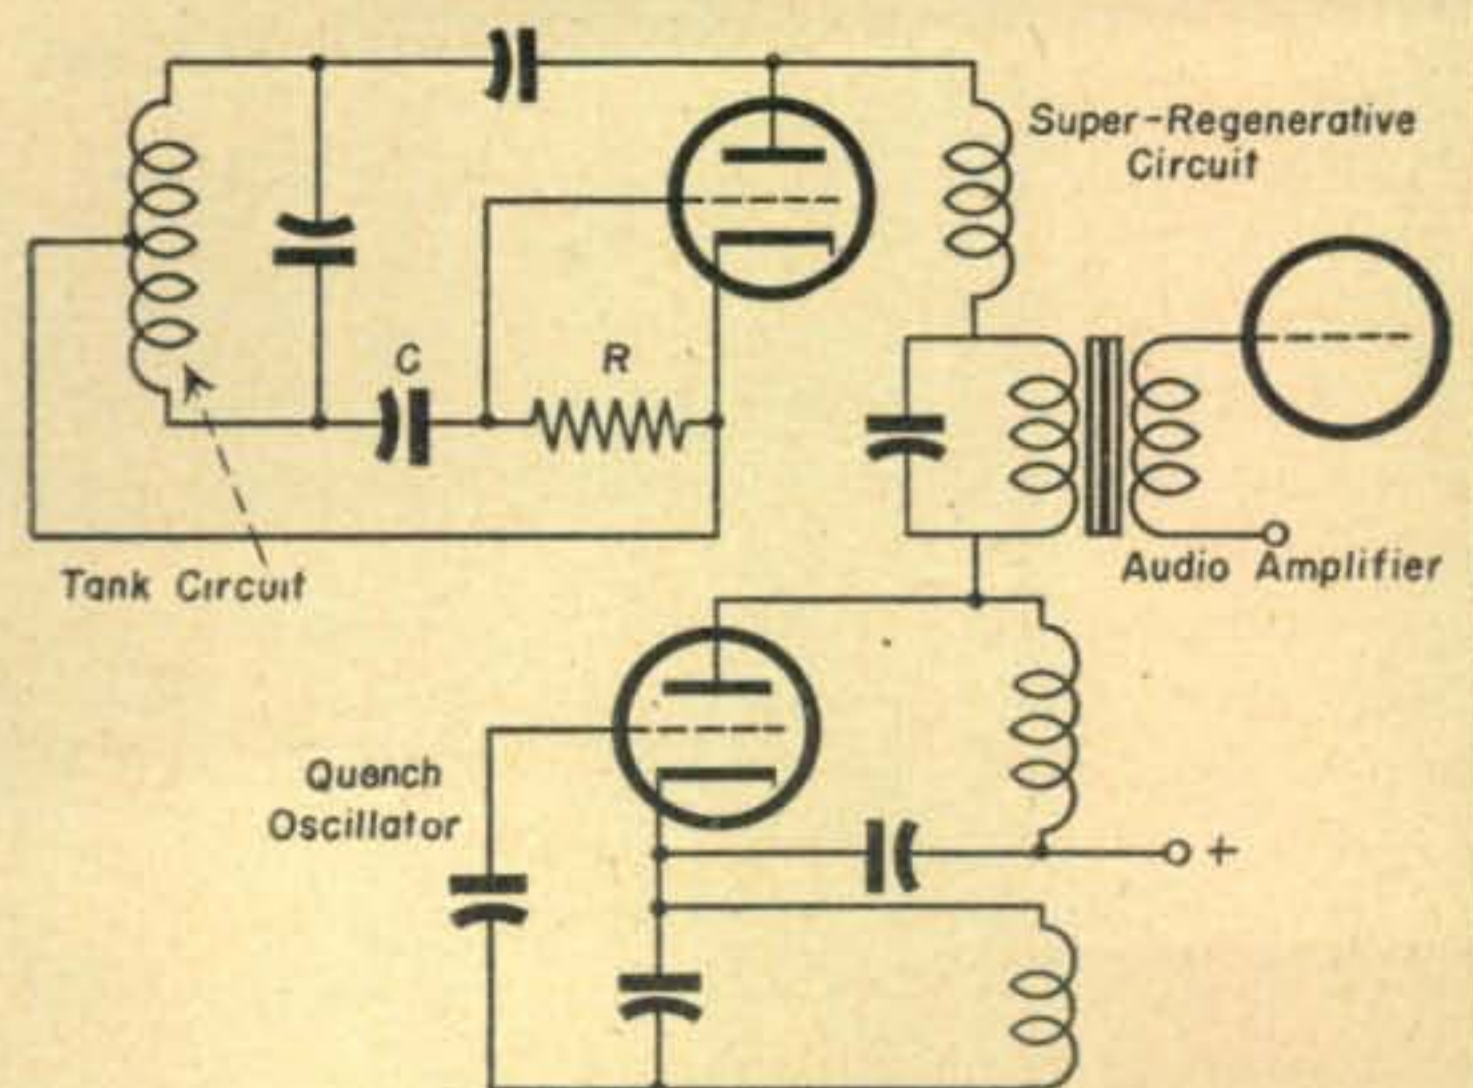 Super-Regenerative
Circuit
C
R
Tank Circuit
Audio Amplifier
Quench
Oscillator
+